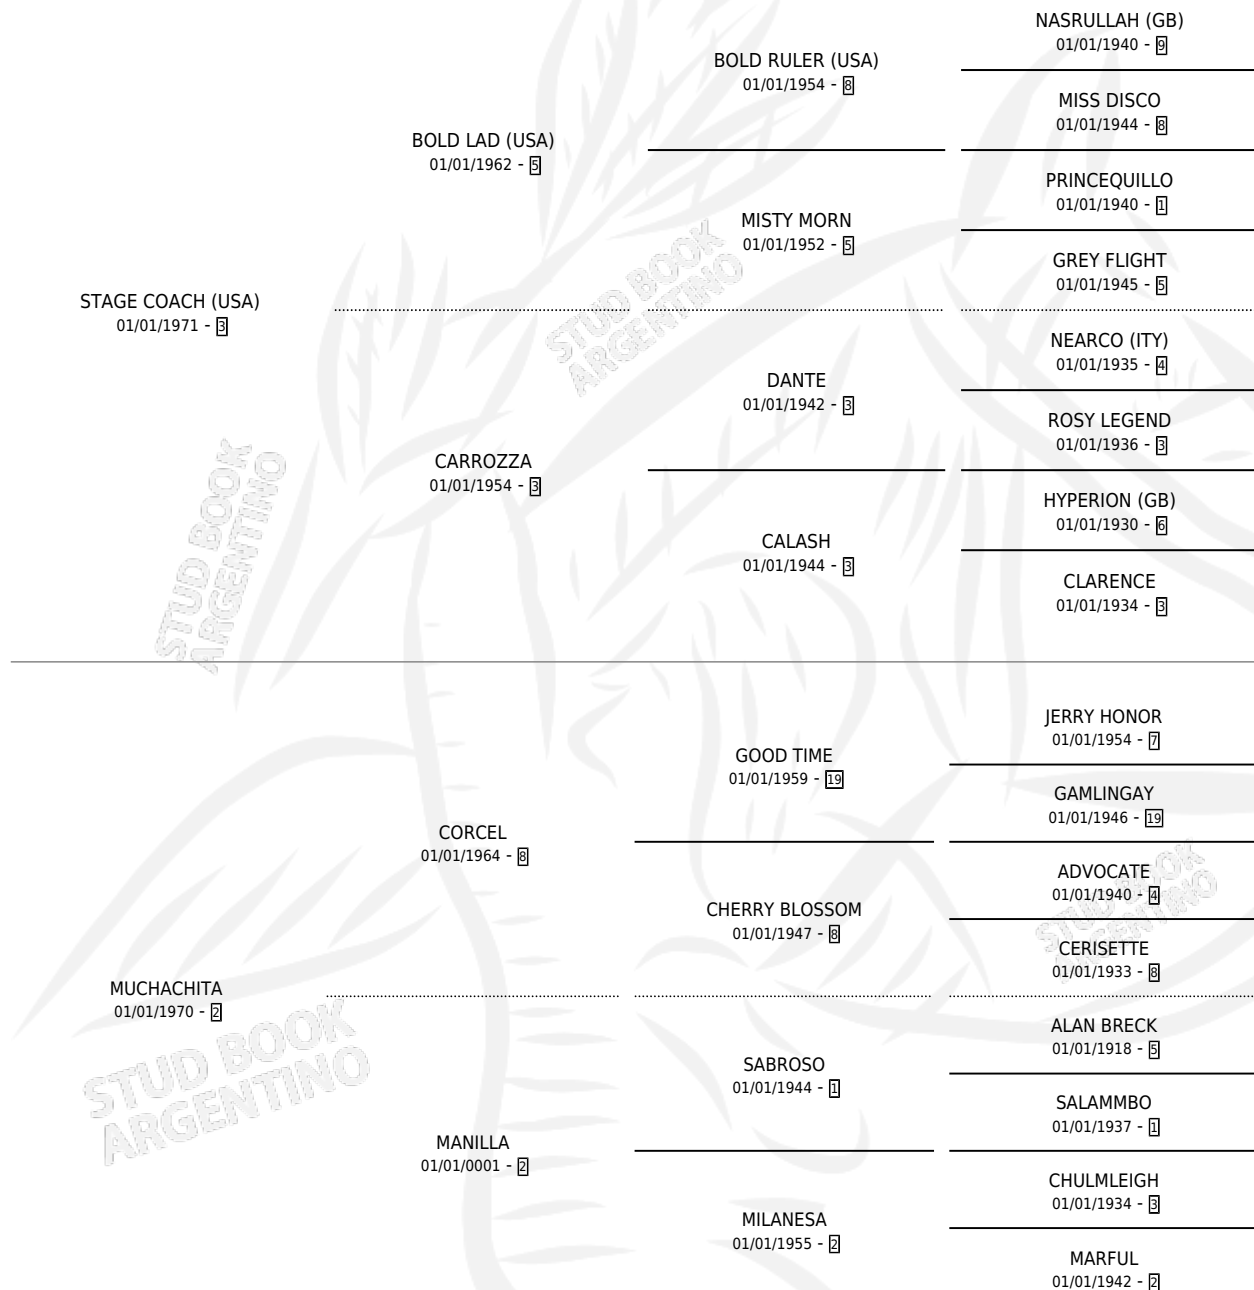 NASRULLAH (GB)
01/01/1940 - 9
BOLD RULER (USA)
01/01/1954 - 8
MISS DISCO
01/01/1944 - 8
BOLD LAD (USA)
01/01/1962 - 5
PRINCEQUILLO
01/01/1940 - 1
MISTY MORN
01/01/1952 - 5
GREY FLIGHT
01/01/1945 - 5
STAGE COACH (USA)
01/01/1971 - 3
NEARCO (ITY)
01/01/1935 - 4
DANTE
01/01/1942 - 3
ROSY LEGEND
01/01/1936 - 3
CARROZZA
01/01/1954 - 3
HYPERION (GB)
01/01/1930 - 6
CALASH
01/01/1944 - 3
CLARENCE
01/01/1934 - 3
JERRY HONOR
01/01/1954 - 7
GOOD TIME
01/01/1959 - 19
GAMLINGAY
01/01/1946 - 19
CORCEL
01/01/1964 - 8
ADVOCATE
01/01/1940 - 4
CHERRY BLOSSOM
01/01/1947 - 8
CERISETTE
01/01/1933 - 8
MUCHACHITA
01/01/1970 - 2
ALAN BRECK
01/01/1918 - 5
SABROSO
01/01/1944 - 1
SALAMMBO
01/01/1937 - 1
MANILLA
01/01/0001 - 2
CHULMLEIGH
01/01/1934 - 3
MILANESA
01/01/1955 - 2
MARFUL
01/01/1942 - 2
STUD BOOK
ARGENTINO
STUD BOOK
ARGENTINO
STUD BOOK
ARGENTINO
STUD BOOK
ARGENTINO